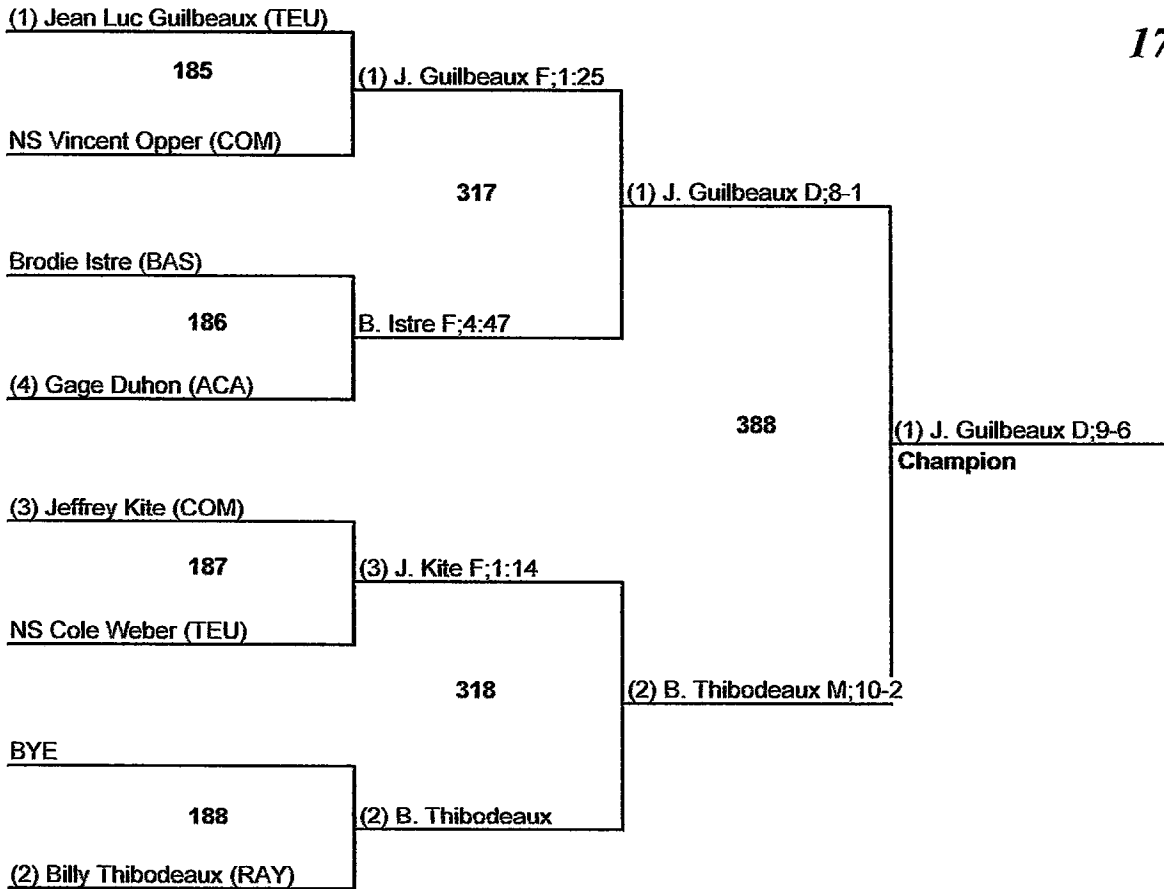 (1) Jean Luc Guilbeaux (TEU)
17
185
(1) J. Guilbeaux F;1:25
NS Vincent Opper (COM)
317
(1) J. Guilbeaux D;8-1
Brodie Istre (BAS)
186
B. Istre F;4:47
(4) Gage Duhon (ACA)
388
(1) J. Guilbeaux D;9-6
Champion
(3) Jeffrey Kite (COM)
187
(3) J. Kite F;1:14
NS Cole Weber (TEU)
318
(2) B. Thibodeaux M;10-2
BYE
188
(2) B. Thibodeaux
(2) Billy Thibodeaux (RAY)